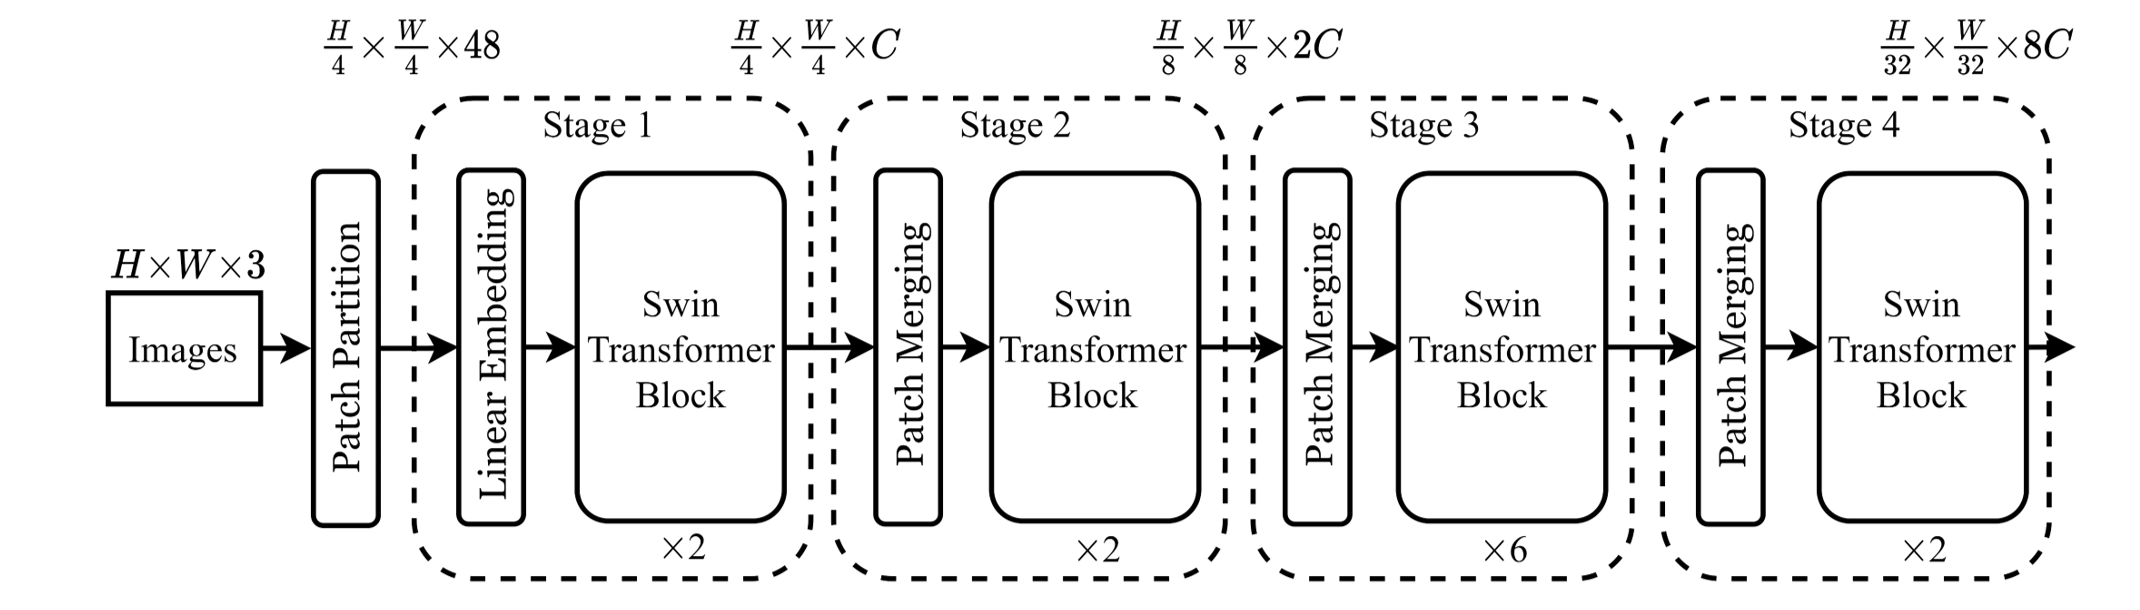 H/4 × W/4 × 48
H/4 × W/4 × C
H/8 × W/8 × 2C
H/32 × W/32 × 8C
H×W×3
Images
Patch Partition
Stage 1
Linear Embedding
Swin
Transformer
Block
×2
Stage 2
Patch Merging
Swin
Transformer
Block
×2
Stage 3
Patch Merging
Swin
Transformer
Block
×6
Stage 4
Patch Merging
Swin
Transformer
Block
×2